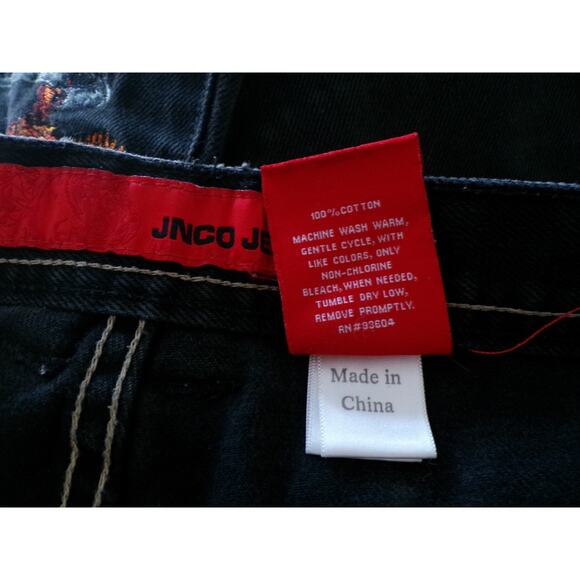 JNCO JE
100%COTTON
MACHINE WASH WARM,
GENTLE CYCLE, WITH
LIKE COLORS, ONLY
NON-CHLORINE
BLEACH, WHEN NEEDED,
TUMBLE DRY LOW,
REMOVE PROMPTLY.
RN#93604
Made in
China